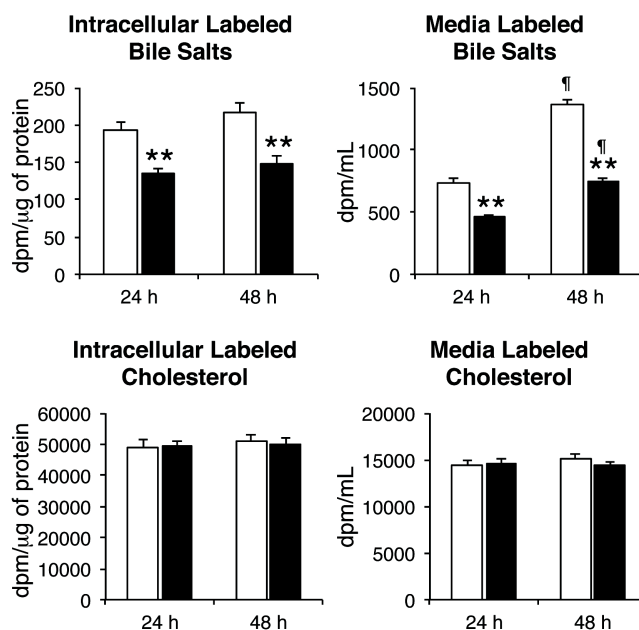 Intracellular Labeled
Bile Salts
dpm/µg of protein
250
200
150
100
50
0
**
**
24 h
48 h
Media Labeled
Bile Salts
dpm/mL
1500
1000
500
0
**
¶
¶
**
24 h
48 h
Intracellular Labeled
Cholesterol
dpm/µg of protein
60000
50000
40000
30000
20000
10000
0
24 h
48 h
Media Labeled
Cholesterol
dpm/mL
20000
15000
10000
5000
0
24 h
48 h